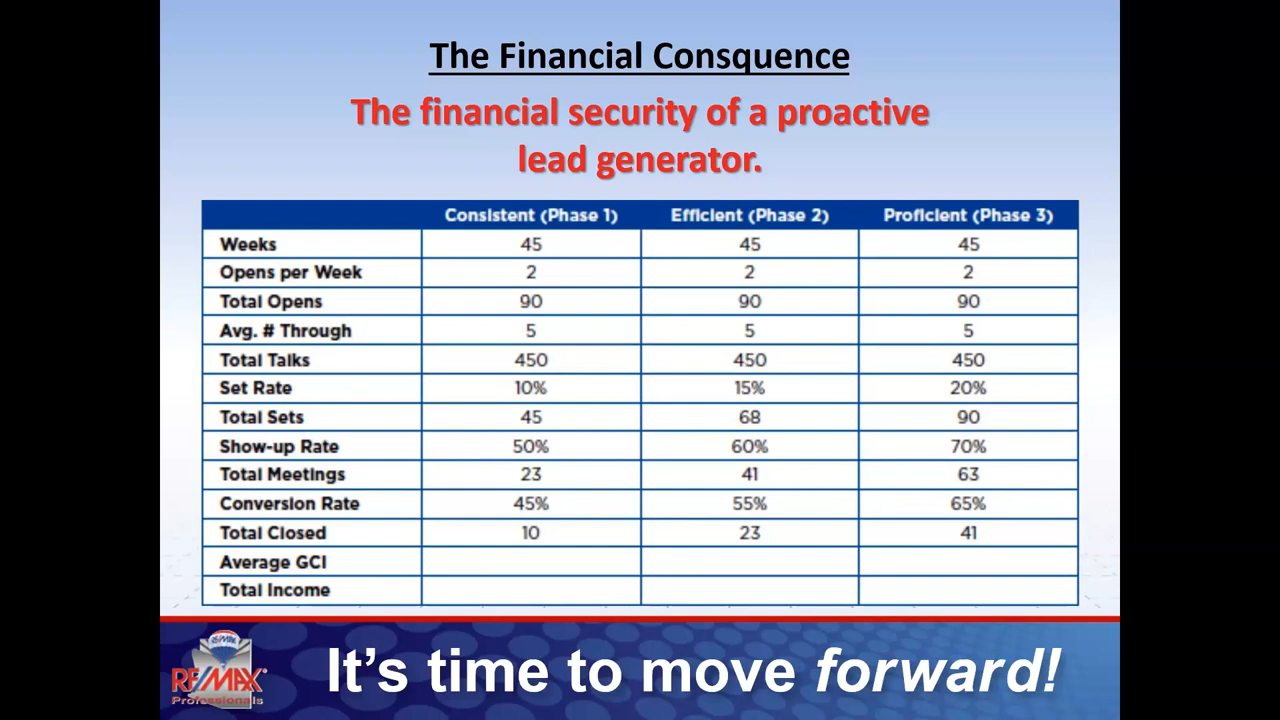 The Financial Consquence
The financial security of a proactive
lead generator.
Consistent (Phase 1) Efficient (Phase 2) Proficient (Phase 3)
Weeks 45 45 45
Opens per Week 2 2 2
Total Opens 90 90 90
Avg. # Through 5 5 5
Total Talks 450 450 450
Set Rate 10% 15% 20%
Total Sets 45 68 90
Show-up Rate 50% 60% 70%
Total Meetings 23 41 63
Conversion Rate 45% 55% 65%
Total Closed 10 23 41
Average GCI
Total Income
RE/MAX
RE/MAX®
Professionals
It's time to move forward!